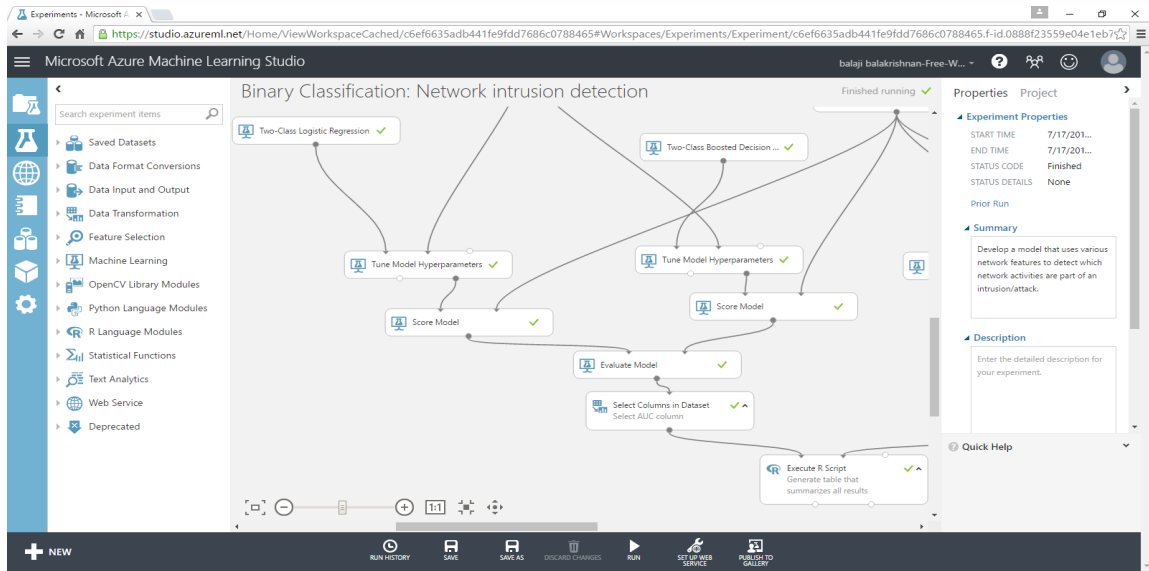 Experiments - Microsoft A
https://studio.azureml.net/Home/ViewWorkspaceCached/c6ef6635adb441fe9fdd7686c0788465#Workspaces/Experiments/Experiment/c6ef6635adb441fe9fdd7686c0788465.f-id.0888f23559e04e1eb7
Microsoft Azure Machine Learning Studio
balaji balakrishnan-Free-W...
Search experiment items
Saved Datasets
Data Format Conversions
Data Input and Output
Data Transformation
Feature Selection
Machine Learning
OpenCV Library Modules
Python Language Modules
R Language Modules
Statistical Functions
Text Analytics
Web Service
Deprecated
Binary Classification: Network intrusion detection
Finished running
Two-Class Logistic Regression
Two-Class Boosted Decision ...
Tune Model Hyperparameters
Tune Model Hyperparameters
Score Model
Score Model
Evaluate Model
Select Columns in Dataset
Select AUC column
Execute R Script
Generate table that
summarizes all results
1:1
Properties Project
Experiment Properties
START TIME 7/17/201...
END TIME 7/17/201...
STATUS CODE Finished
STATUS DETAILS None
Prior Run
Summary
Develop a model that uses various
network features to detect which
network activities are part of an
intrusion/attack.
Description
Enter the detailed description for
your experiment.
Quick Help
NEW
RUN HISTORY
SAVE
SAVE AS
DISCARD CHANGES
RUN
SET UP WEB
SERVICE
PUBLISH TO
GALLERY